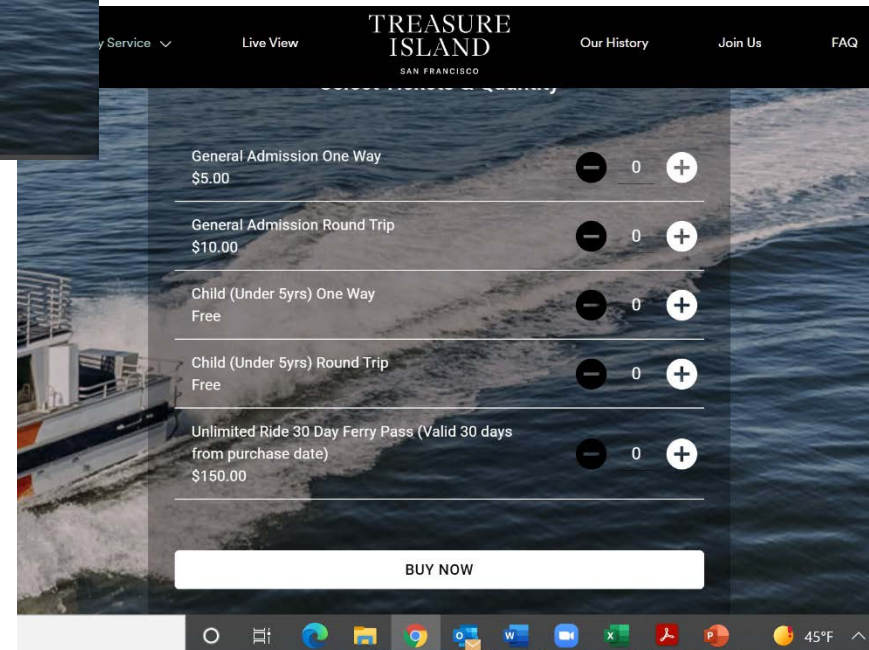 y Service
Live View
TREASURE
ISLAND
SAN FRANCISCO
Our History
Join Us
FAQ
Select Tickets & Quantity
General Admission One Way
$5.00
0
General Admission Round Trip
$10.00
0
Child (Under 5yrs) One Way
Free
0
Child (Under 5yrs) Round Trip
Free
0
Unlimited Ride 30 Day Ferry Pass (Valid 30 days
from purchase date)
$150.00
0
BUY NOW
45°F